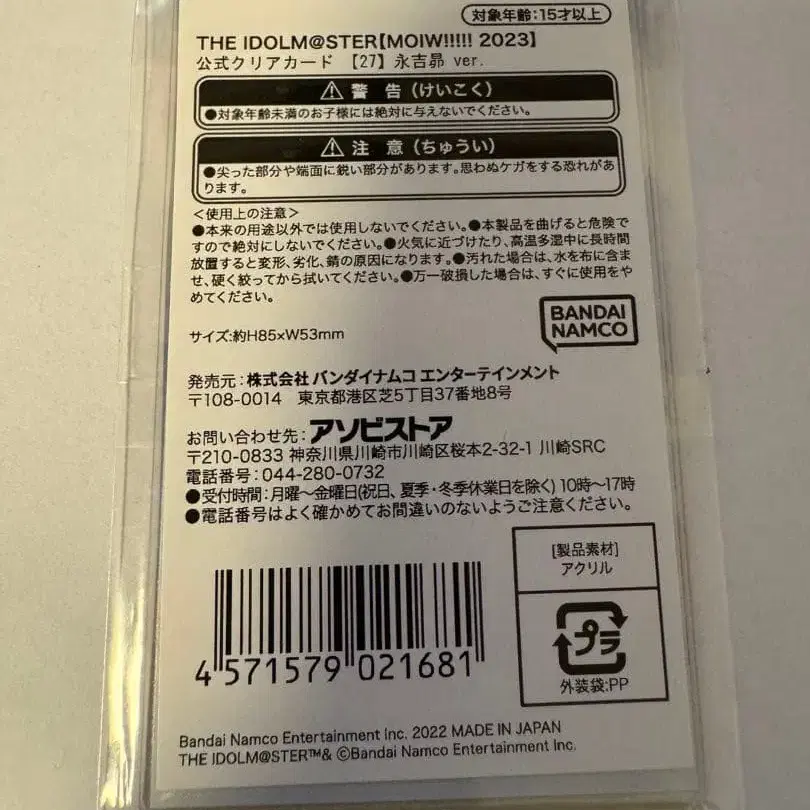 対象年齢：15才以上
THE IDOLM@STER【MOIW!!!!! 2023】
公式クリアカード 【27】永吉昴 ver.
⚠ 警 告（けいこく）
●対象年齢未満のお子様には絶対に与えないでください。
⚠ 注 意（ちゅうい）
●尖った部分や端面に鋭い部分があります。思わぬケガをする恐れがあ
ります。
＜使用上の注意＞
●本来の用途以外では使用しないでください。●本製品を曲げると危険で
すので絶対にしないでください。●火気に近づけたり、高温多湿中に長時間
放置すると変形、劣化、錆の原因になります。●汚れた場合は、水を布に含ま
せ、硬く絞ってから拭いてください。●万一破損した場合は、すぐに使用をや
めてください。
サイズ:約H85×W53mm
BANDAI
NAMCO
発売元：株式会社 バンダイナムコ エンターテインメント
〒108-0014 東京都港区芝5丁目37番地8号
お問い合わせ先：アソビストア
〒210-0833 神奈川県川崎市川崎区桜本2-32-1 川崎SRC
電話番号：044-280-0732
●受付時間：月曜～金曜日(祝日、夏季・冬季休業日を除く) 10時～17時
●電話番号はよく確かめてお間違いのないようご注意ください。
[製品素材]
アクリル
プラ
外装袋:PP
4 571579 021681
Bandai Namco Entertainment Inc. 2022 MADE IN JAPAN
THE IDOLM@STER™& ©Bandai Namco Entertainment Inc.